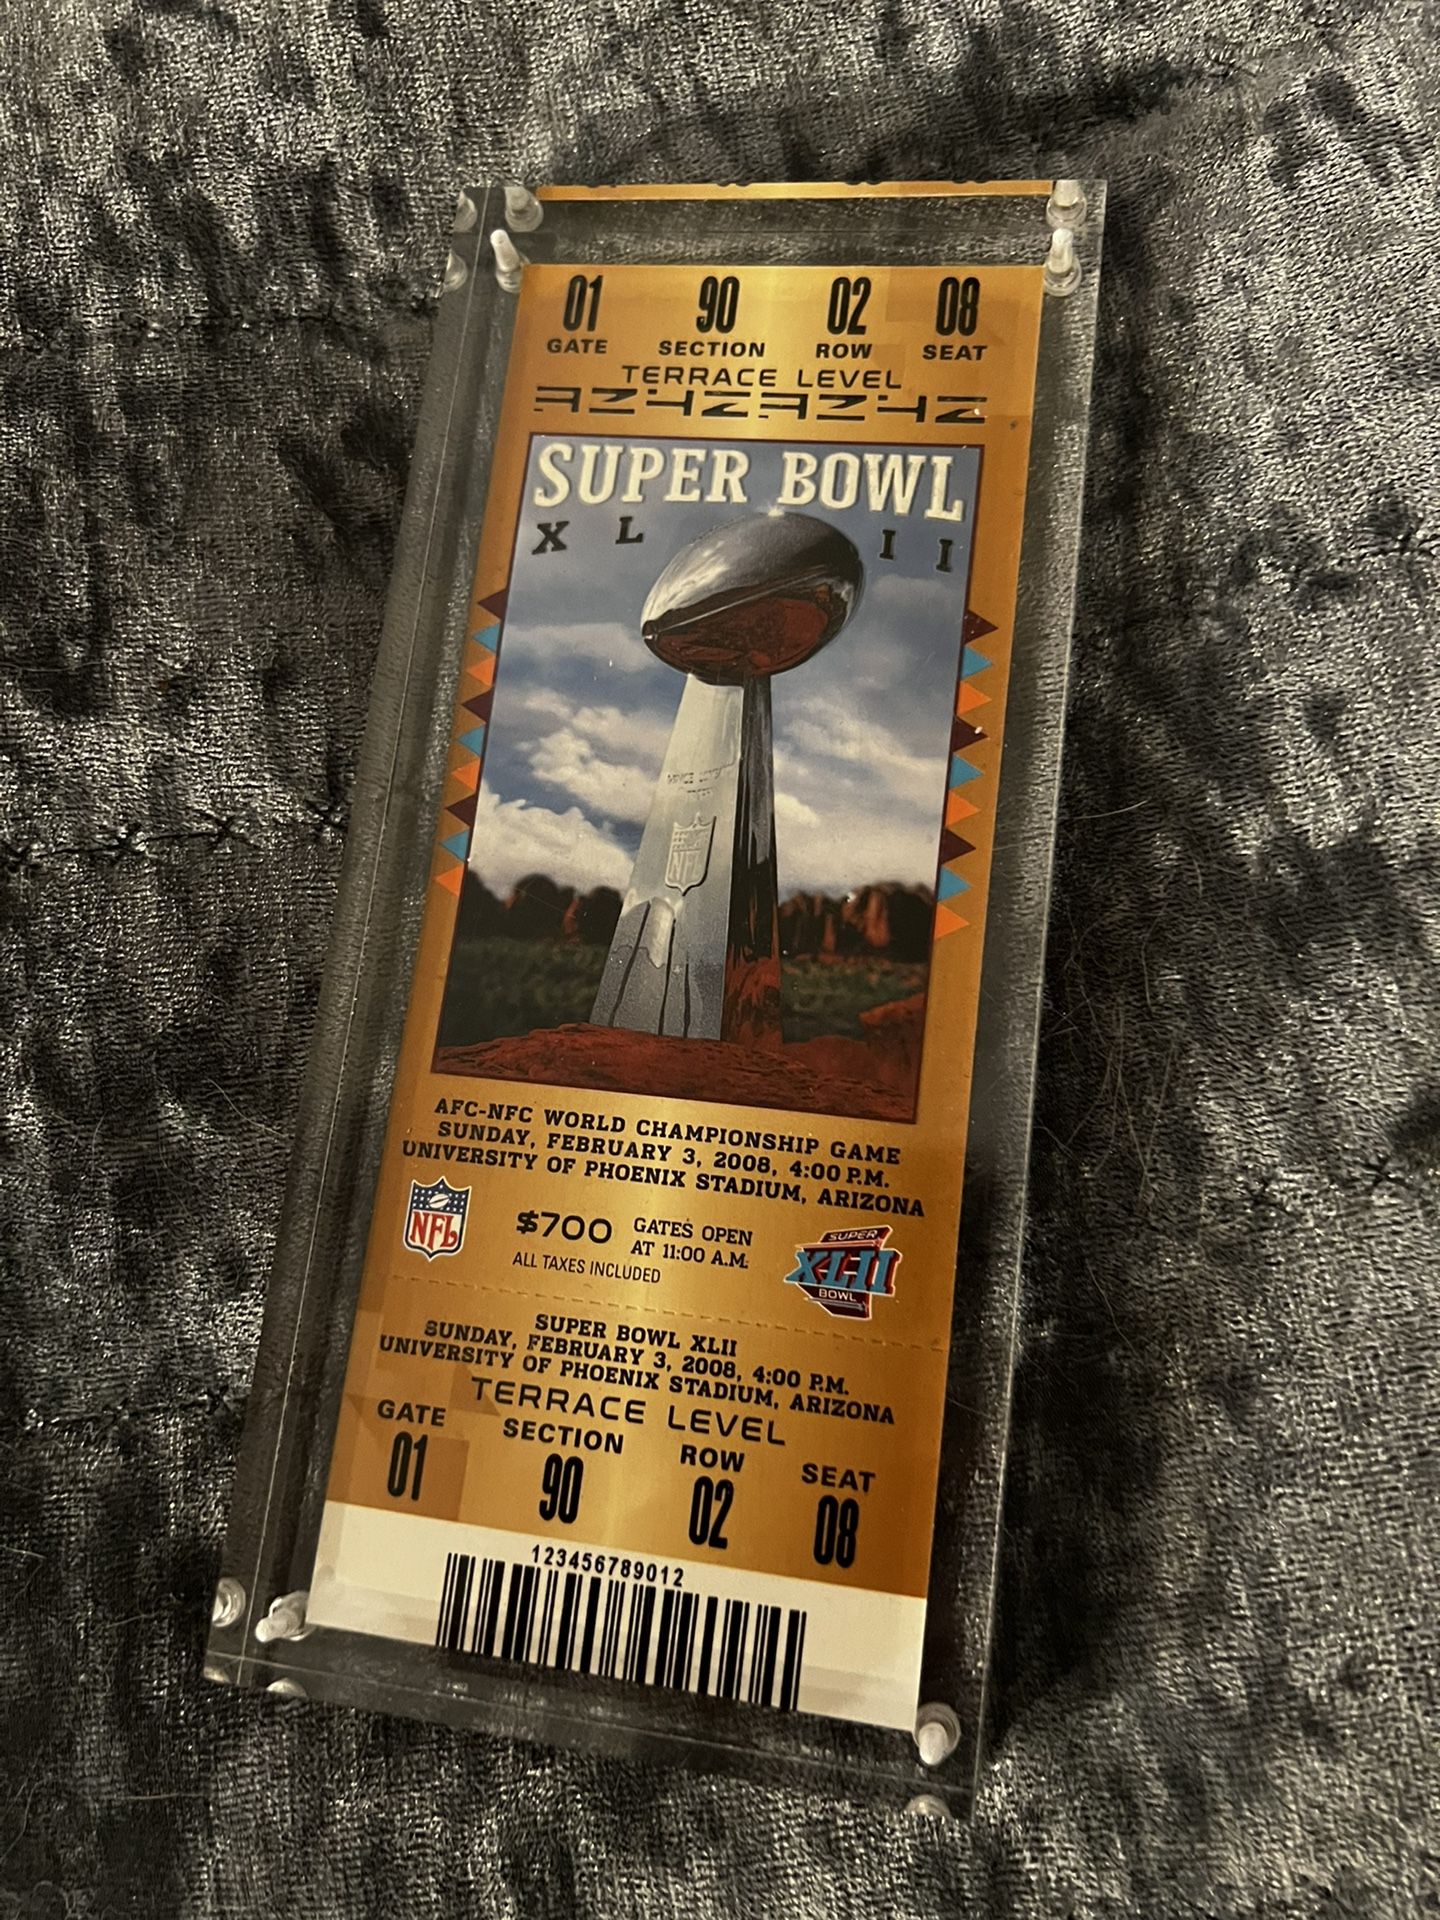 01 90 02 08
GATE SECTION ROW SEAT
TERRACE LEVEL
SUPER BOWL
XLII
NFL
AFC-NFC WORLD CHAMPIONSHIP GAME
SUNDAY, FEBRUARY 3, 2008, 4:00 P.M.
UNIVERSITY OF PHOENIX STADIUM, ARIZONA
NFL
$700
ALL TAXES INCLUDED
GATES OPEN
AT 11:00 A.M.
SUPER
XLII
BOWL
SUPER BOWL XLII
SUNDAY, FEBRUARY 3, 2008, 4:00 P.M.
UNIVERSITY OF PHOENIX STADIUM, ARIZONA
TERRACE LEVEL
GATE SECTION ROW SEAT
01 90 02 08
123456789012